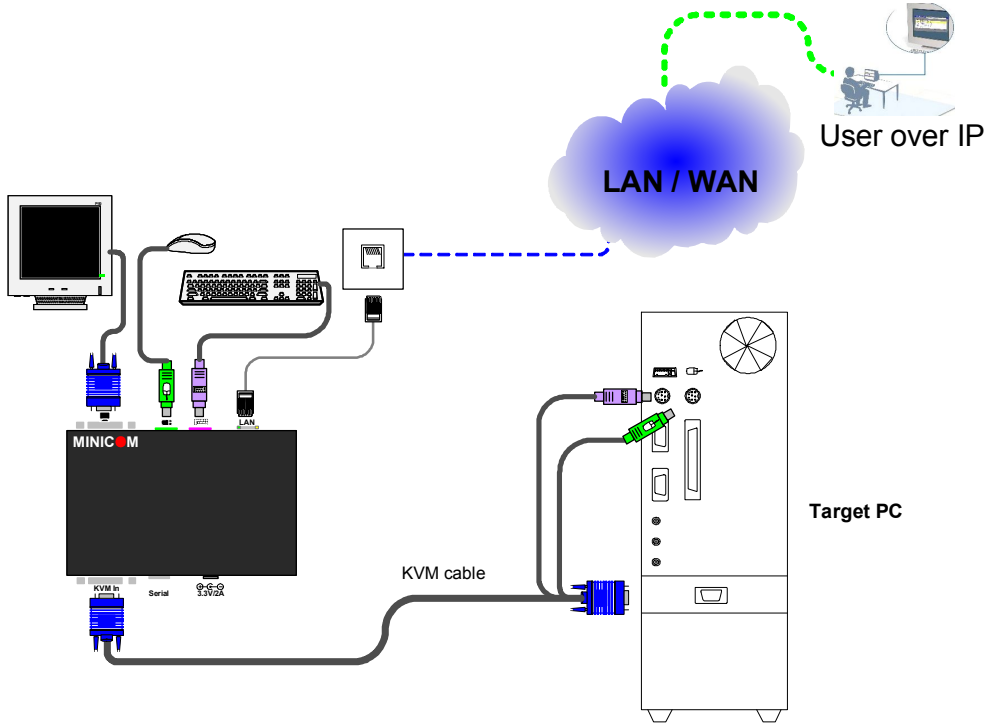 User over IP
LAN / WAN
LAN
MINICOM
Target PC
KVM cable
KVM In
Serial
3.3V/2A